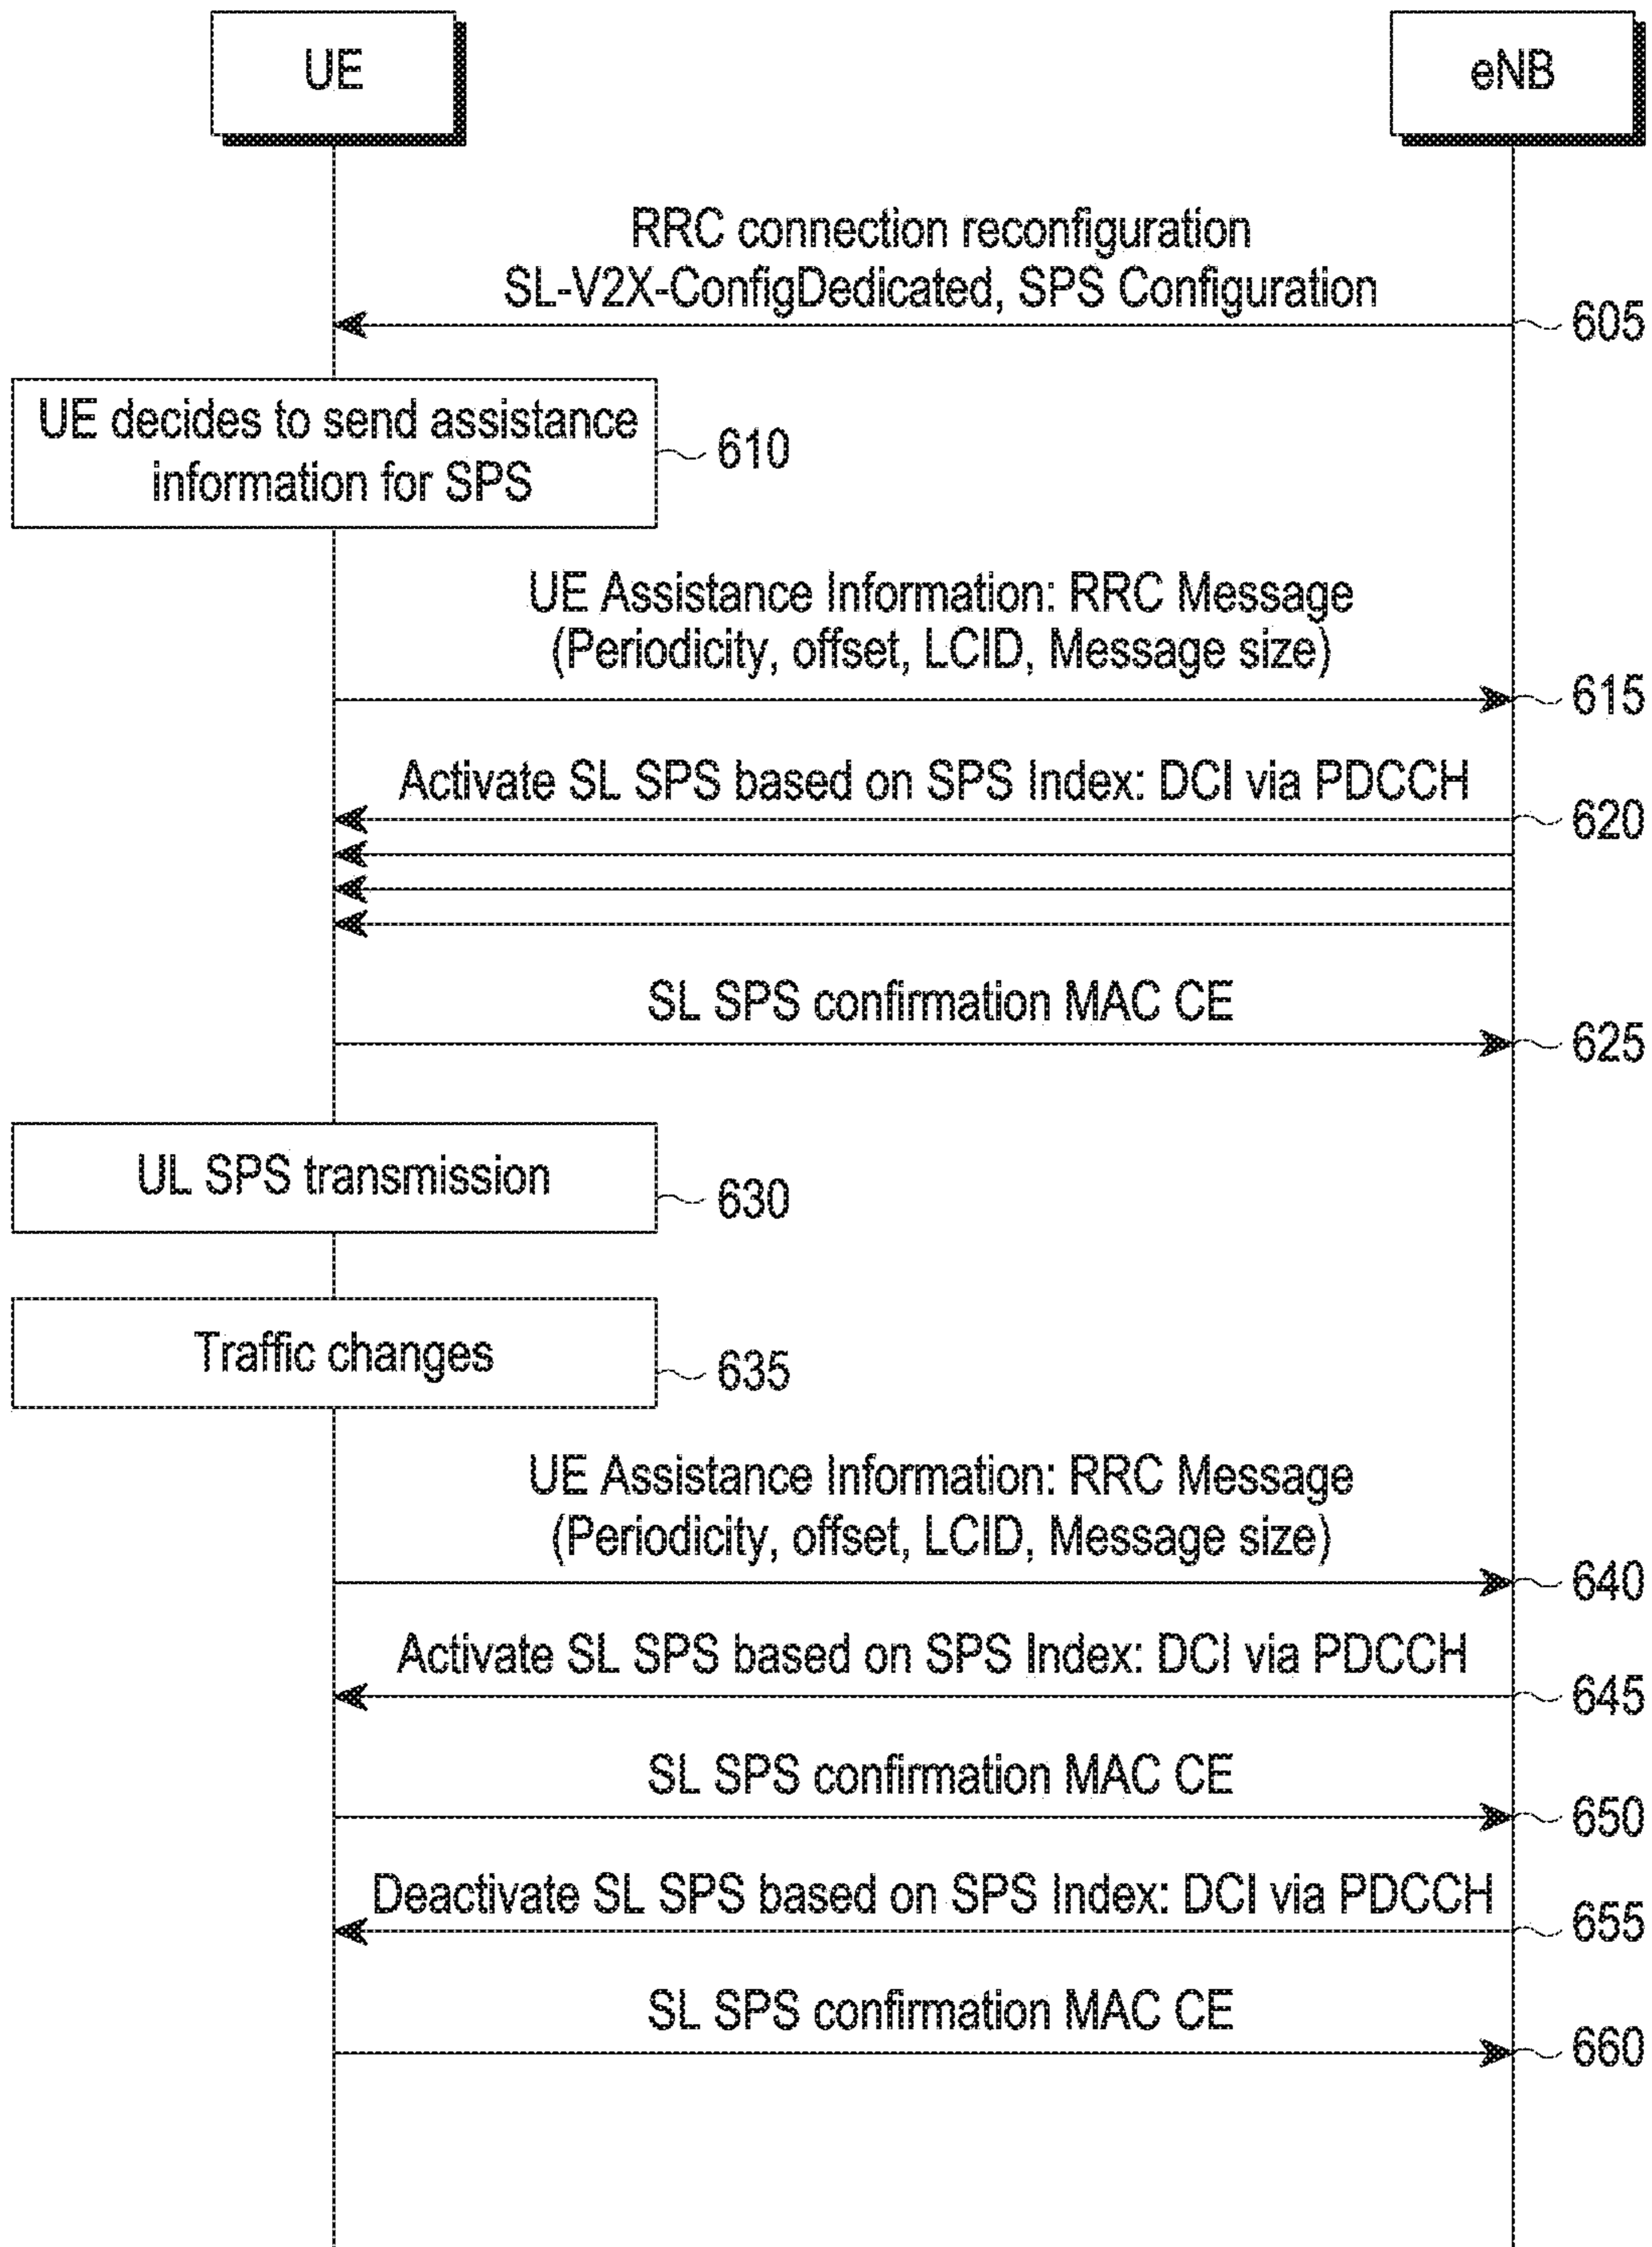 UE
eNB
RRC connection reconfiguration
SL-V2X-ConfigDedicated, SPS Configuration
605
UE decides to send assistance
information for SPS
610
UE Assistance Information: RRC Message
(Periodicity, offset, LCID, Message size)
615
Activate SL SPS based on SPS Index: DCI via PDCCH
620
SL SPS confirmation MAC CE
625
UL SPS transmission
630
Traffic changes
635
UE Assistance Information: RRC Message
(Periodicity, offset, LCID, Message size)
640
Activate SL SPS based on SPS Index: DCI via PDCCH
645
SL SPS confirmation MAC CE
650
Deactivate SL SPS based on SPS Index: DCI via PDCCH
655
SL SPS confirmation MAC CE
660